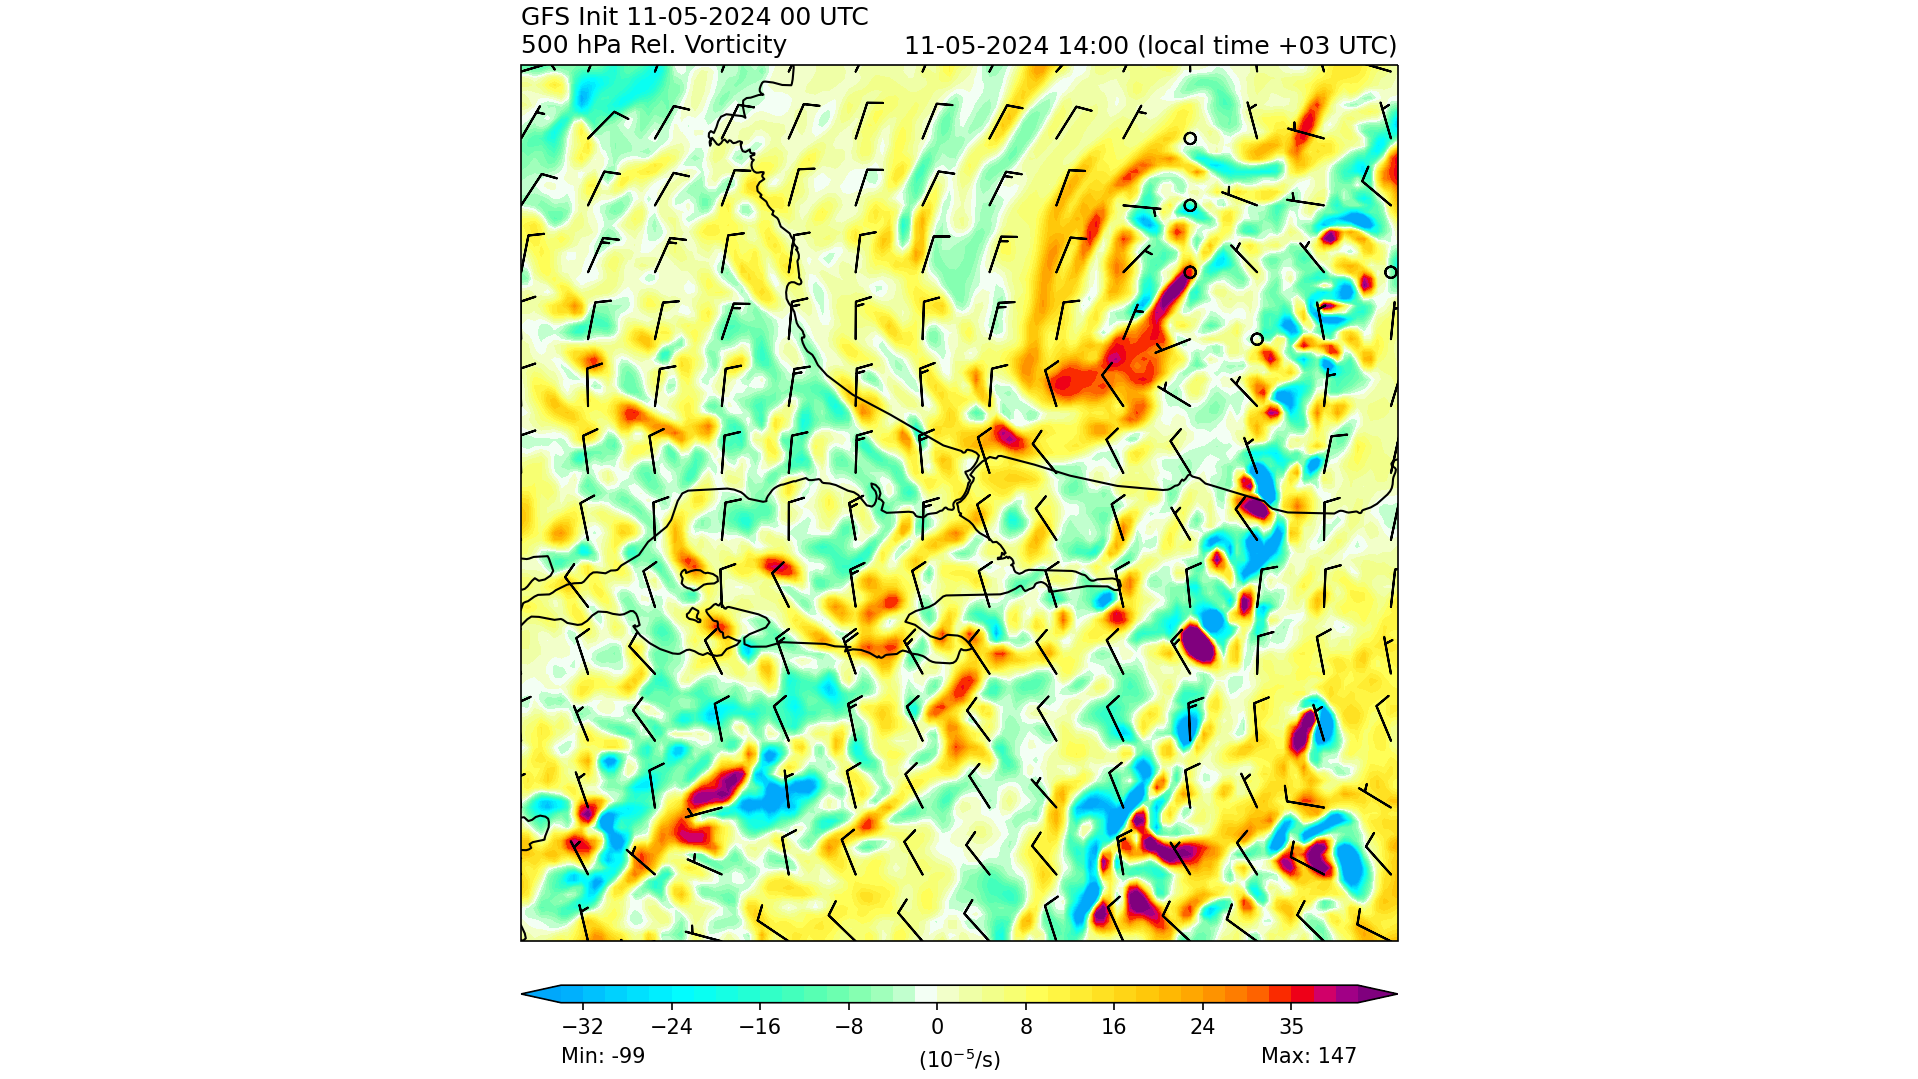 GFS Init 11-05-2024 00 UTC
500 hPa Rel. Vorticity
11-05-2024 14:00 (local time +03 UTC)
−32 −24 −16 −8 0 8 16 24 35
Min: -99
(10⁻⁵/s)
Max: 147